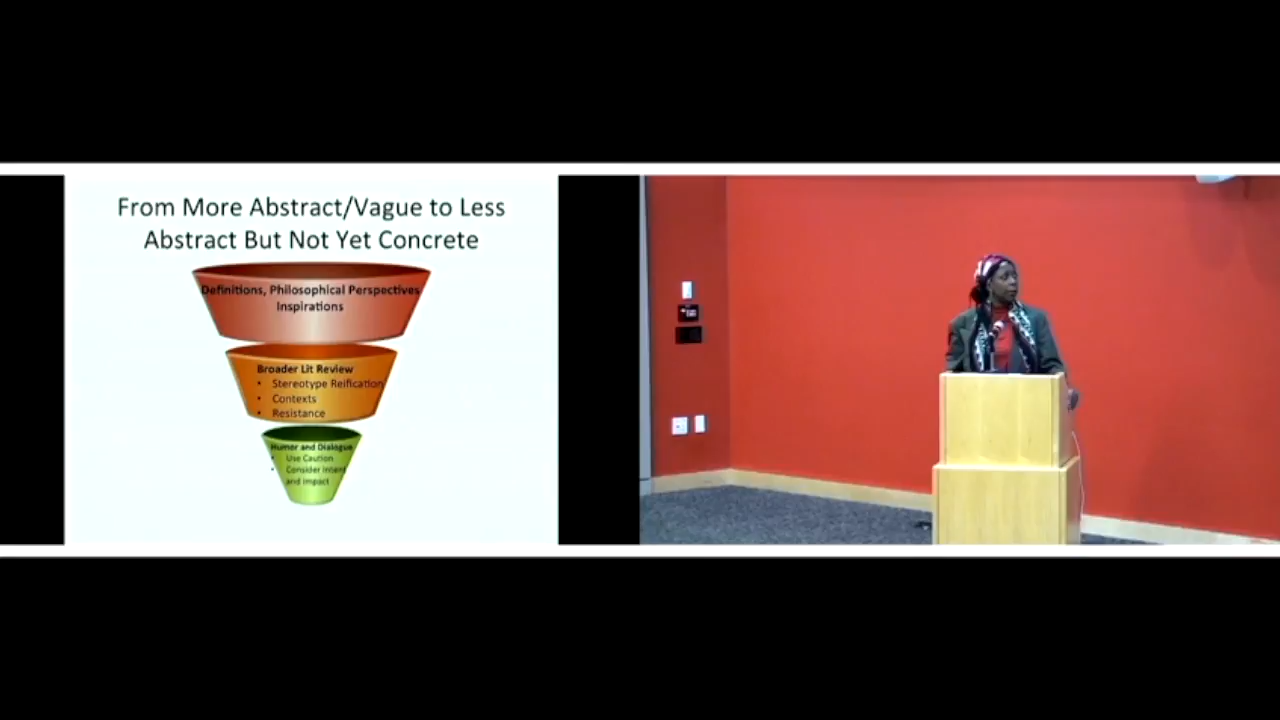 From More Abstract/Vague to Less
Abstract But Not Yet Concrete
Definitions, Philosophical Perspectives
Inspirations
Broader Lit Review
• Stereotype Reification
• Contexts
• Resistance
Humor and Dialogue
• Use Caution
• Consider Intent
and Impact